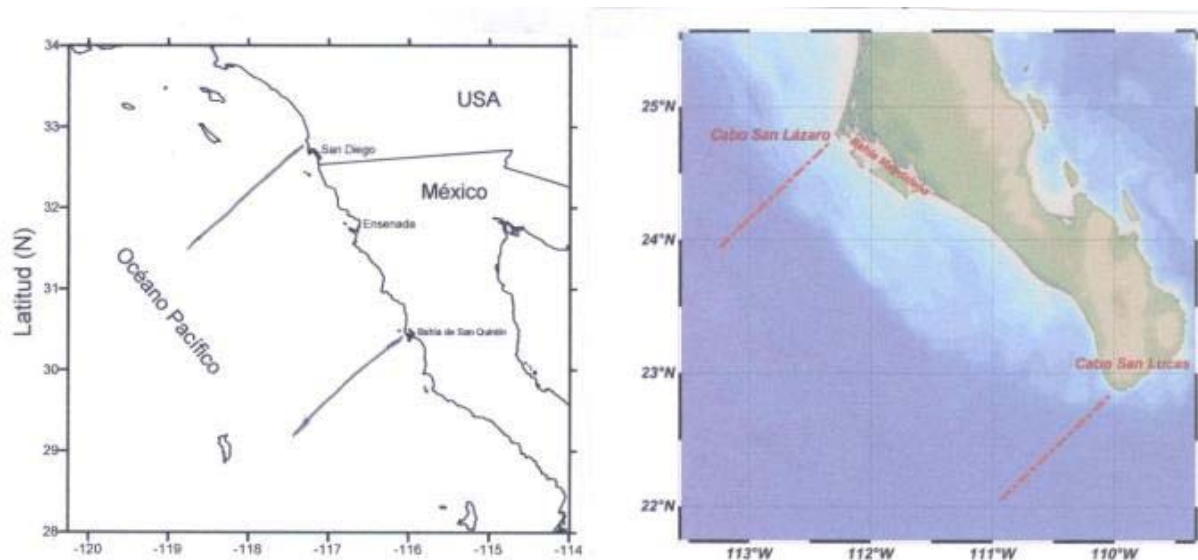 34
33
32
31
30
29
28
Latitud (N)
-120
-119
-118
-117
-116
-115
-114
USA
San Diego
México
Ensenada
Océano Pacífico
Bahía de San Quintín
25°N
24°N
23°N
22°N
113°W
112°W
111°W
110°W
Cabo San Lázaro
Bahía Magdalena
Cabo San Lucas